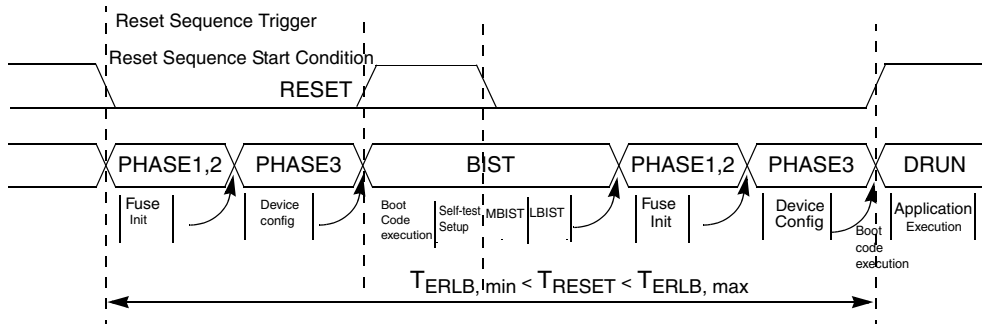 Reset Sequence Trigger
Reset Sequence Start Condition
RESET
PHASE1,2
PHASE3
BIST
PHASE1,2
PHASE3
DRUN
Fuse
Init
Device
config
Boot
Code
execution
Self-test
Setup
MBIST
LBIST
Fuse
Init
Device
Config
Boot
code
execution
Application
Execution
TERLB, min < TRESET < TERLB, max